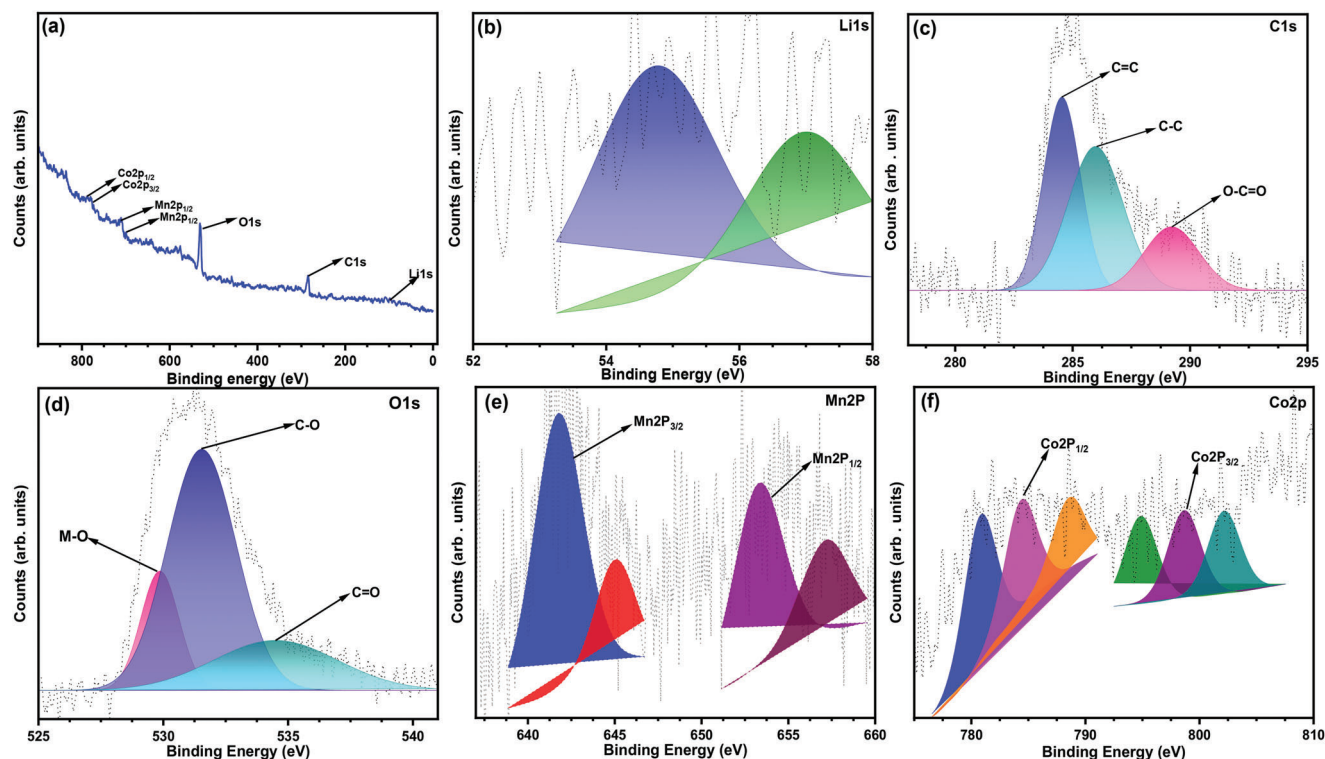 (a)
Counts (arb. units)
Co2p1/2
Co2p3/2
Mn2p1/2
Mn2p1/2
O1s
C1s
Li1s
800 600 400 200 0
Binding energy (eV)
(b)
Li1s
Counts (arb. units)
52 54 56 58
Binding Energy (eV)
(c)
C1s
Counts (arb . units)
C=C
C-C
O-C=O
280 285 290 295
Binding Energy (eV)
(d)
O1s
Counts (arb. units)
C-O
M-O
C=O
525 530 535 540
Binding Energy (eV)
(e)
Mn2P
Counts (arb . units)
Mn2P3/2
Mn2P1/2
640 645 650 655 660
Binding Energy (eV)
(f)
Co2p
Counts (arb . units)
Co2P1/2
Co2P3/2
780 790 800 810
Binding Energy (eV)